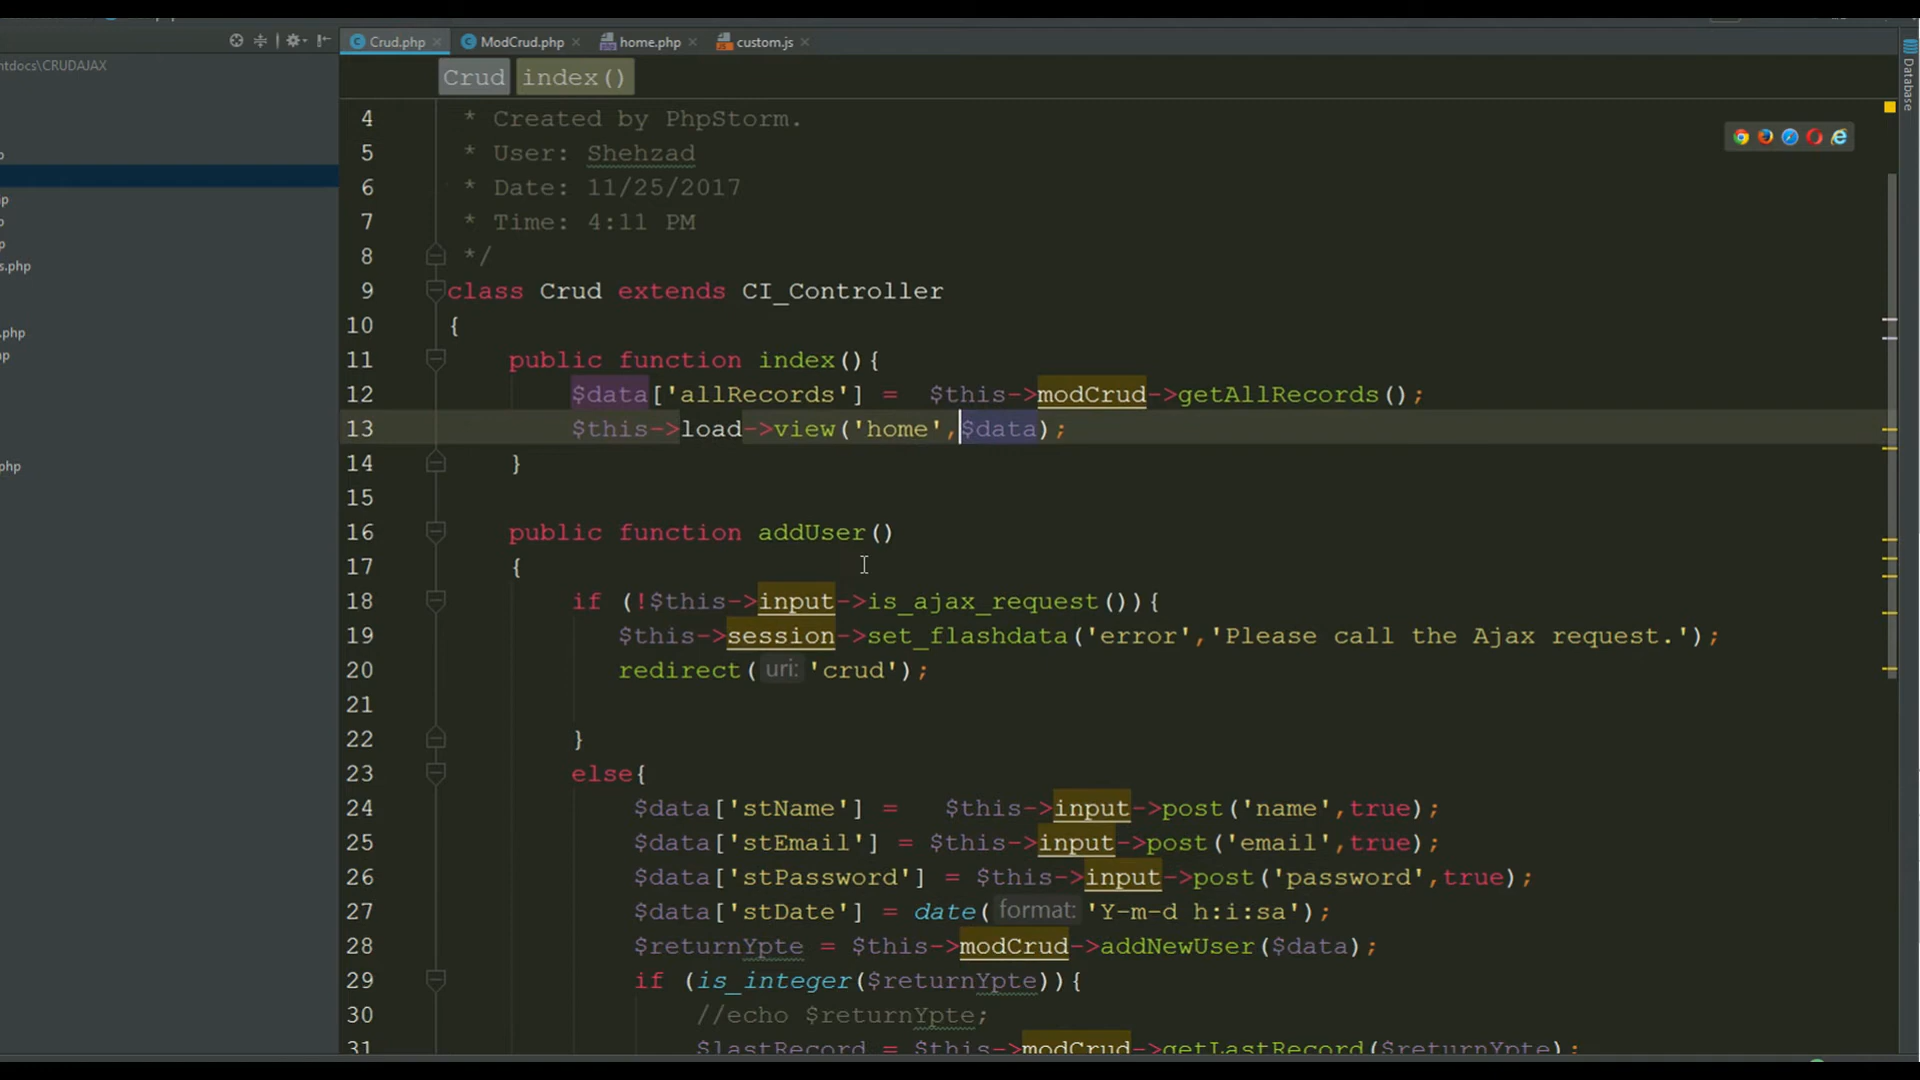 Crud.php
ModCrud.php
home.php
custom.js
ntdocs\CRUDAJAX
Database
Crud
index()
4 * Created by PhpStorm.
5 * User: Shehzad
6 * Date: 11/25/2017
7 * Time: 4:11 PM
8 */
9 class Crud extends CI_Controller
10 {
11 public function index(){
12 $data['allRecords'] = $this->modCrud->getAllRecords();
13 $this->load->view('home',$data);
14 }
15
16 public function addUser()
17 {
18 if (!$this->input->is_ajax_request()){
19 $this->session->set_flashdata('error','Please call the Ajax request.');
20 redirect( uri: 'crud');
21
22 }
23 else{
24 $data['stName'] = $this->input->post('name',true);
25 $data['stEmail'] = $this->input->post('email',true);
26 $data['stPassword'] = $this->input->post('password',true);
27 $data['stDate'] = date( format: 'Y-m-d h:i:sa');
28 $returnYpte = $this->modCrud->addNewUser($data);
29 if (is_integer($returnYpte)){
30 //echo $returnYpte;
31 $lastRecord = $this->modCrud->getLastRecord($returnYpte);
p
hp
p
p
s.php
.php
np
.php